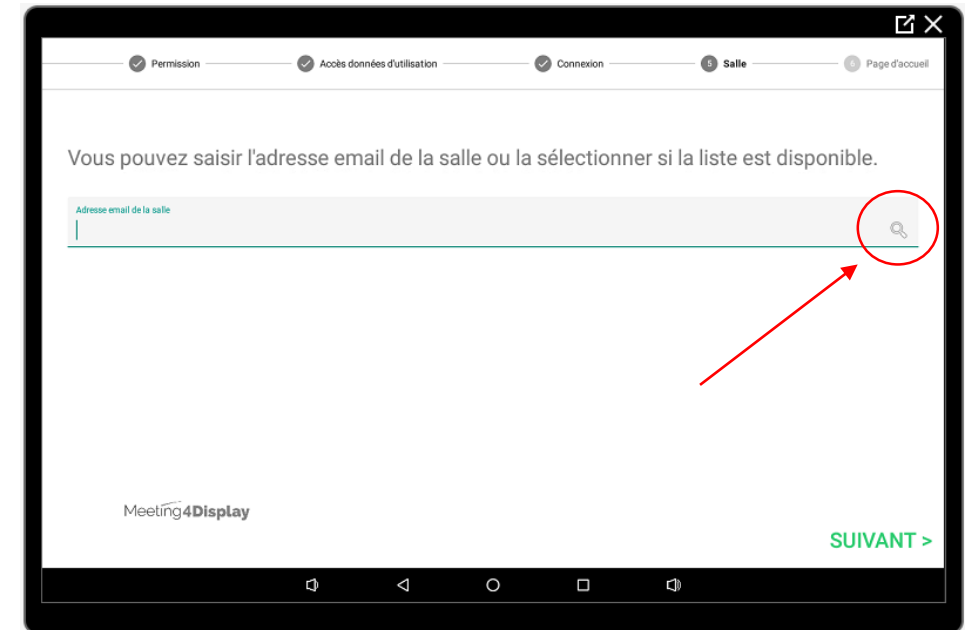 Permission
Accès données d'utilisation
Connexion
5 Salle
6 Page d'accueil
Vous pouvez saisir l'adresse email de la salle ou la sélectionner si la liste est disponible.
Adresse email de la salle
Meeting4Display
SUIVANT >